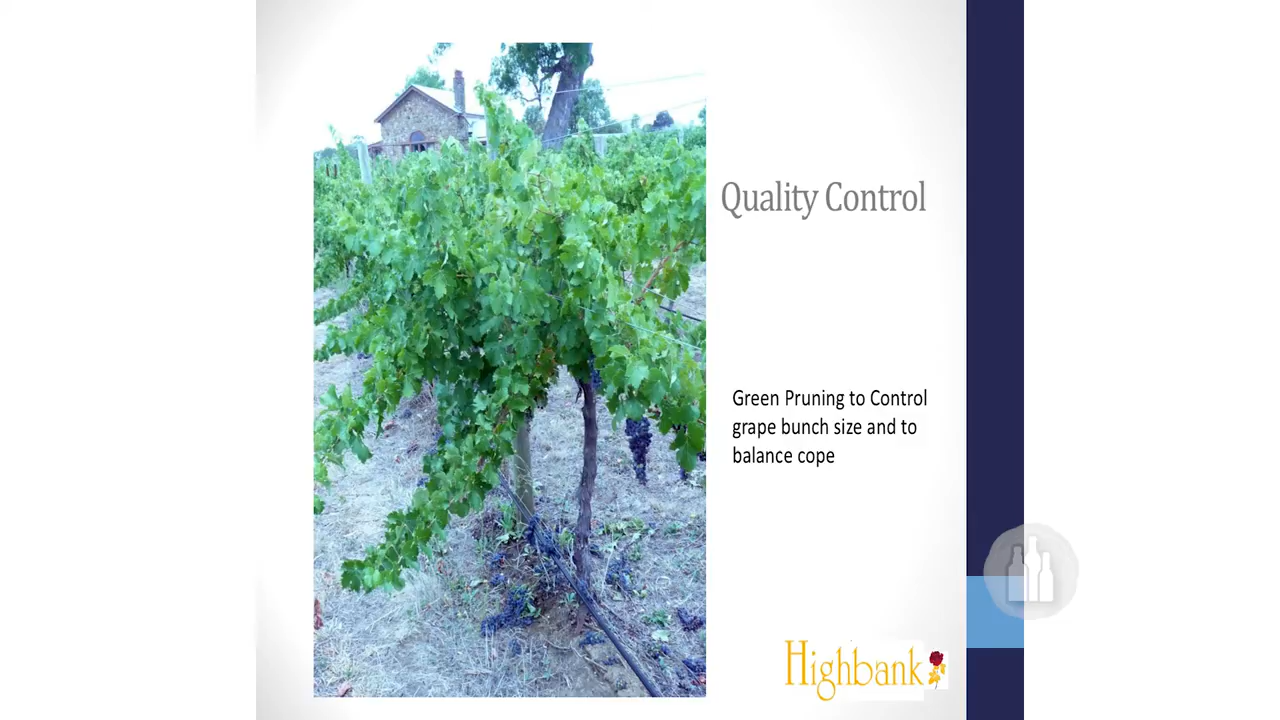 Quality Control
Green Pruning to Control
grape bunch size and to
balance cope
Highbank